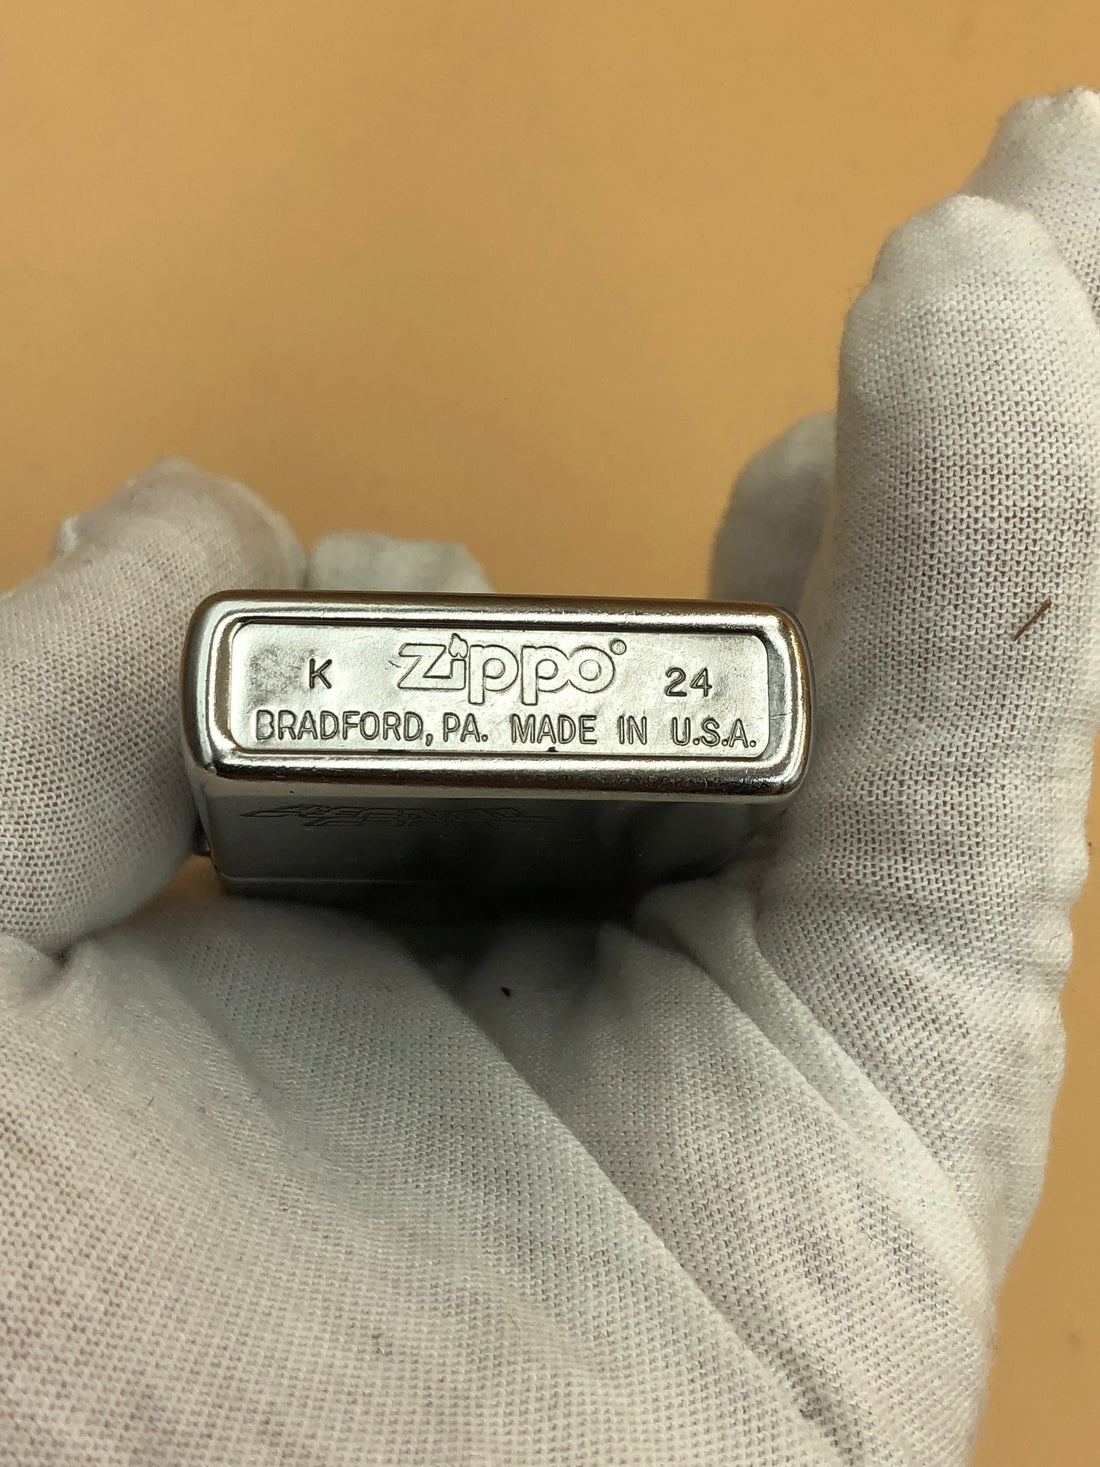 K Zippo® 24
BRADFORD, PA. MADE IN U.S.A.